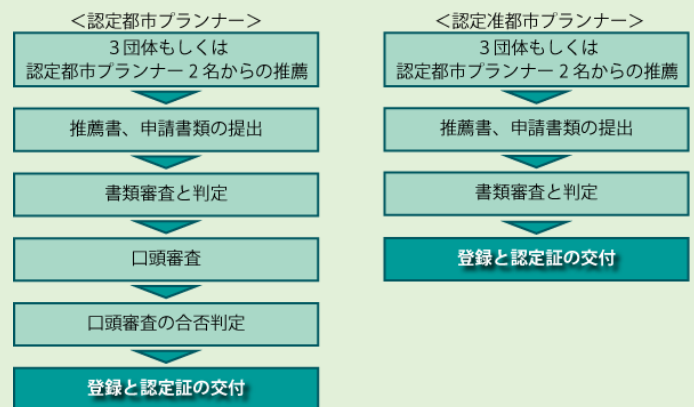 ＜認定都市プランナー＞
３団体もしくは
認定都市プランナー２名からの推薦
推薦書、申請書類の提出
書類審査と判定
口頭審査
口頭審査の合否判定
登録と認定証の交付
＜認定准都市プランナー＞
３団体もしくは
認定都市プランナー２名からの推薦
推薦書、申請書類の提出
書類審査と判定
登録と認定証の交付